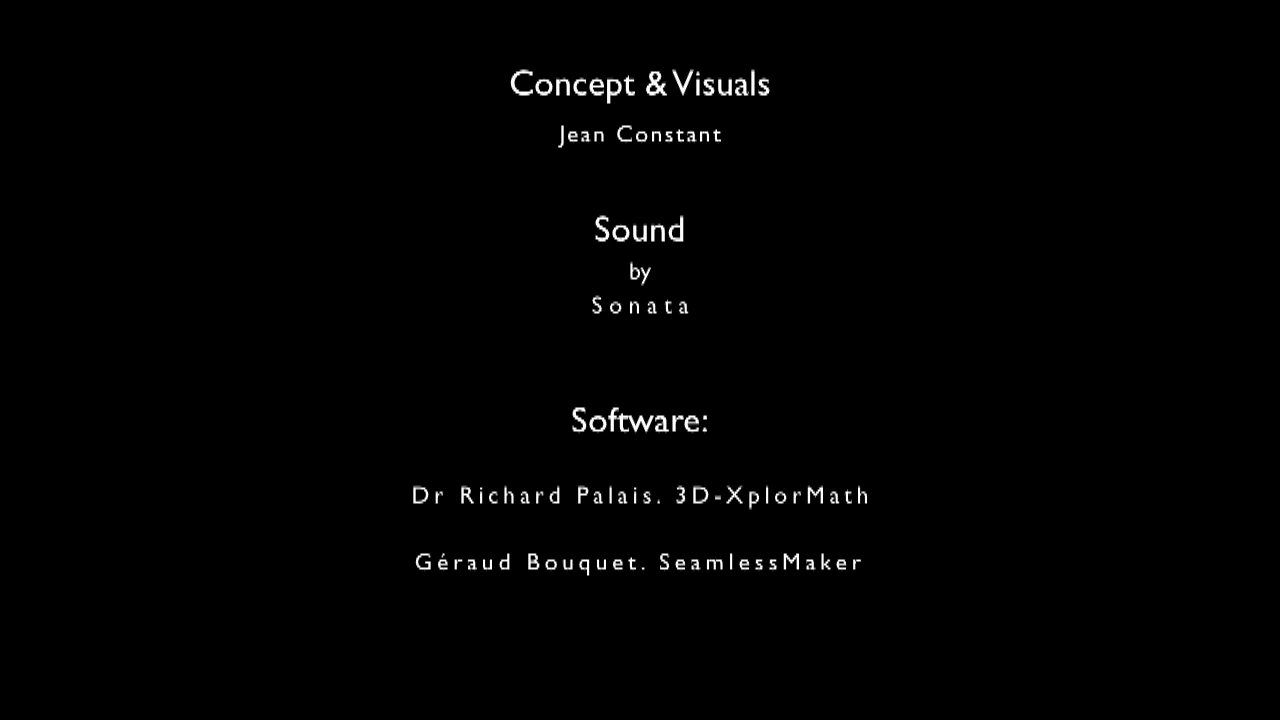 Concept & Visuals
Jean Constant
Sound
by
Sonata
Software:
Dr Richard Palais. 3D-XplorMath
Géraud Bouquet. SeamlessMaker